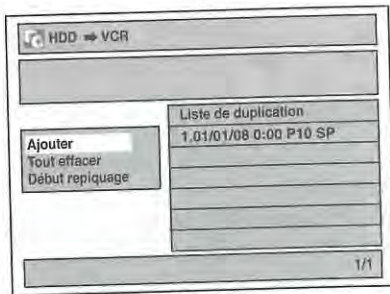 HDD ➡ VCR
Liste de duplication
1.01/01/08 0:00 P10 SP
Ajouter
Tout effacer
Début repiquage
1/1